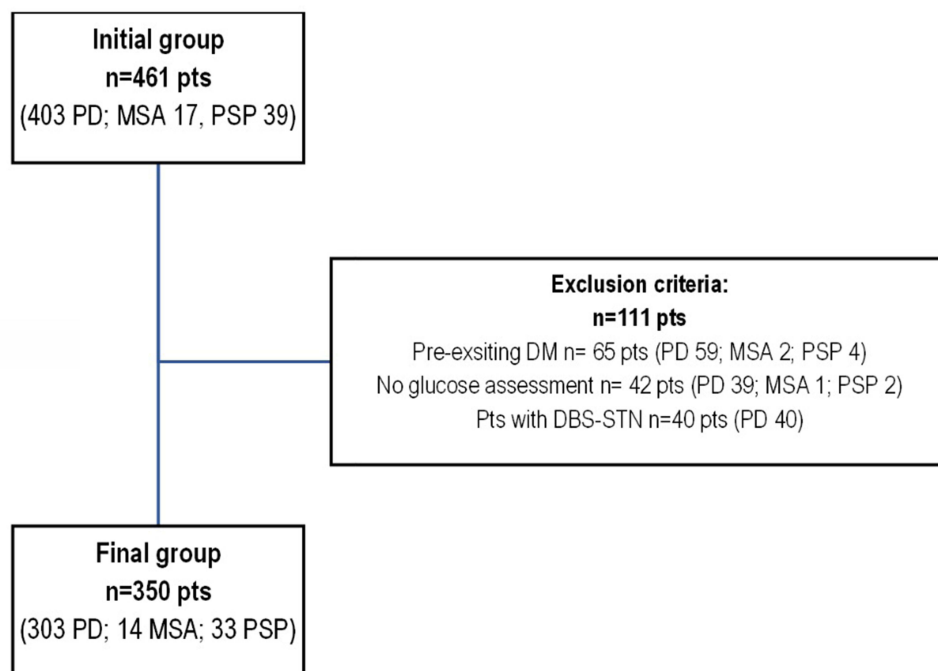 Initial group
n=461 pts
(403 PD; MSA 17, PSP 39)
Exclusion criteria:
n=111 pts
Pre-exsiting DM n= 65 pts (PD 59; MSA 2; PSP 4)
No glucose assessment n= 42 pts (PD 39; MSA 1; PSP 2)
Pts with DBS-STN n=40 pts (PD 40)
Final group
n=350 pts
(303 PD; 14 MSA; 33 PSP)